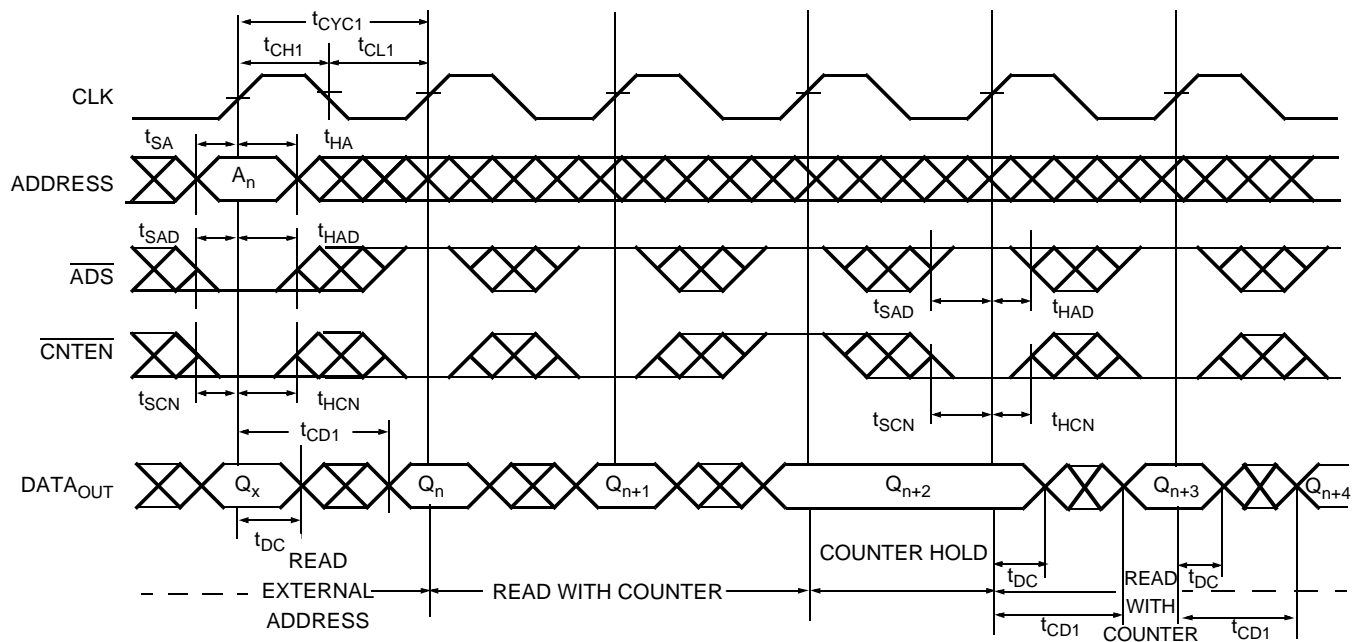 tCYC1
tCH1 tCL1
CLK
tSA tHA
ADDRESS An
tSAD tHAD
ADS
tSAD tHAD
CNTEN
tSCN tHCN tSCN tHCN
tCD1
DATAOUT Qx Qn Qn+1 Qn+2 Qn+3 Qn+4
tDC
READ
EXTERNAL
ADDRESS
READ WITH COUNTER
COUNTER HOLD
tDC
tCD1
READ
WITH
COUNTER
tDC
tCD1